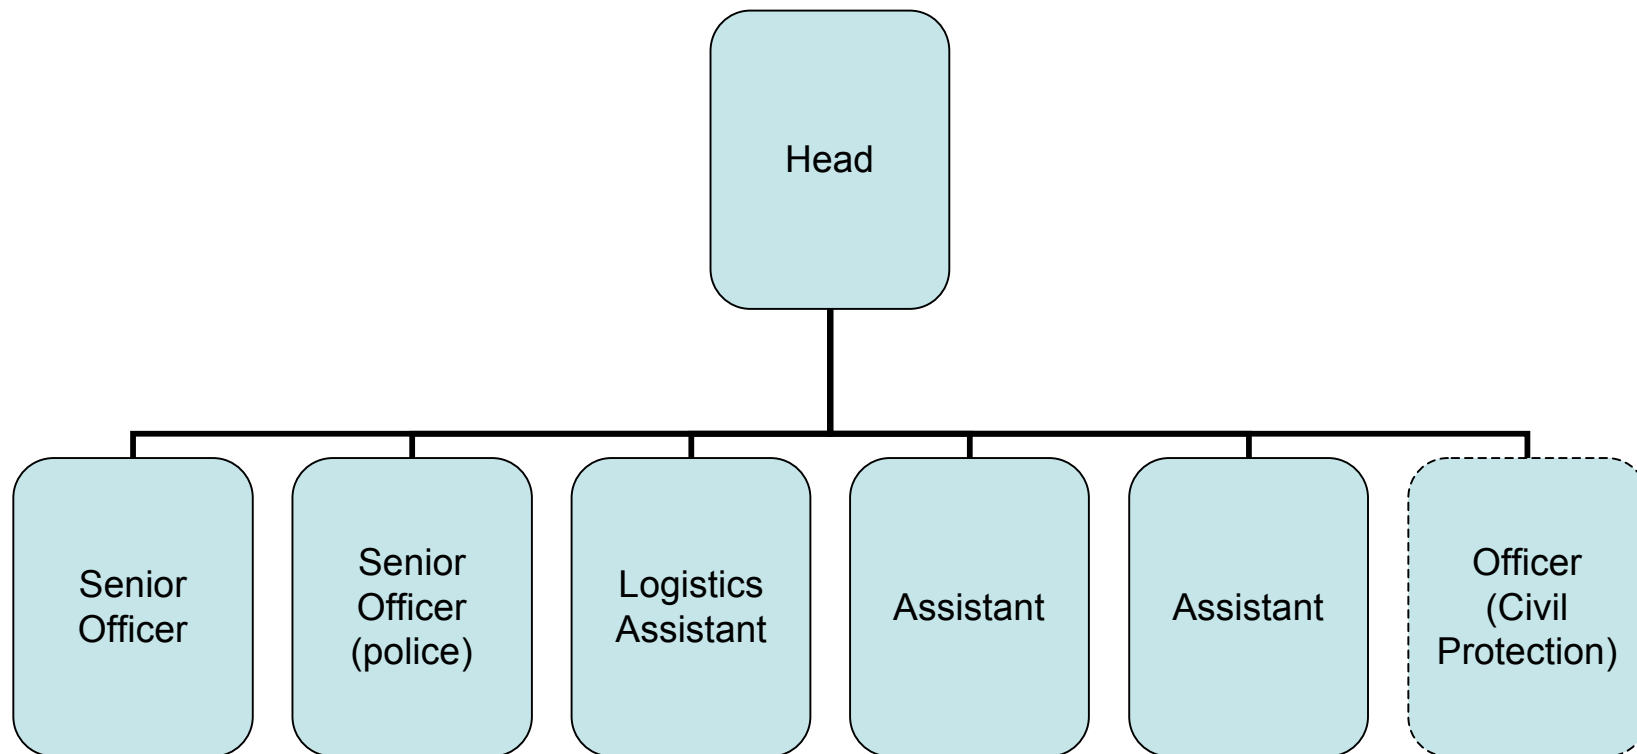 Head
Senior
Officer
Senior
Officer
(police)
Logistics
Assistant
Assistant
Assistant
Officer
(Civil
Protection)